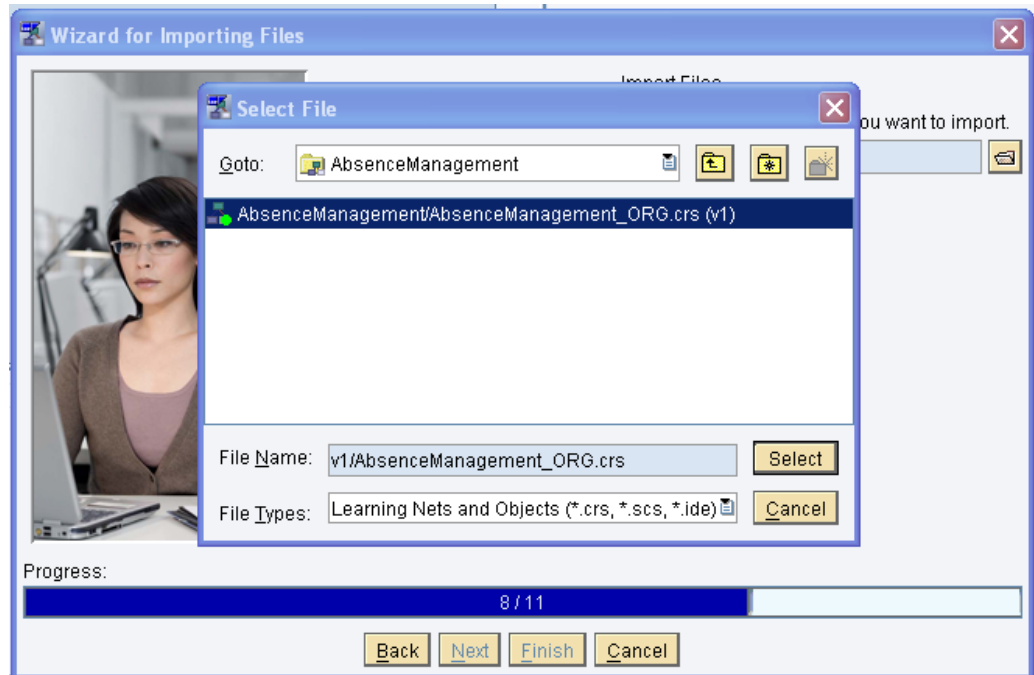 Wizard for Importing Files
Import Files
ou want to import.
Select File
Goto: AbsenceManagement
AbsenceManagement/AbsenceManagement_ORG.crs (v1)
File Name: v1/AbsenceManagement_ORG.crs Select
File Types: Learning Nets and Objects (*.crs, *.scs, *.ide) Cancel
Progress:
8 / 11
Back Next Finish Cancel